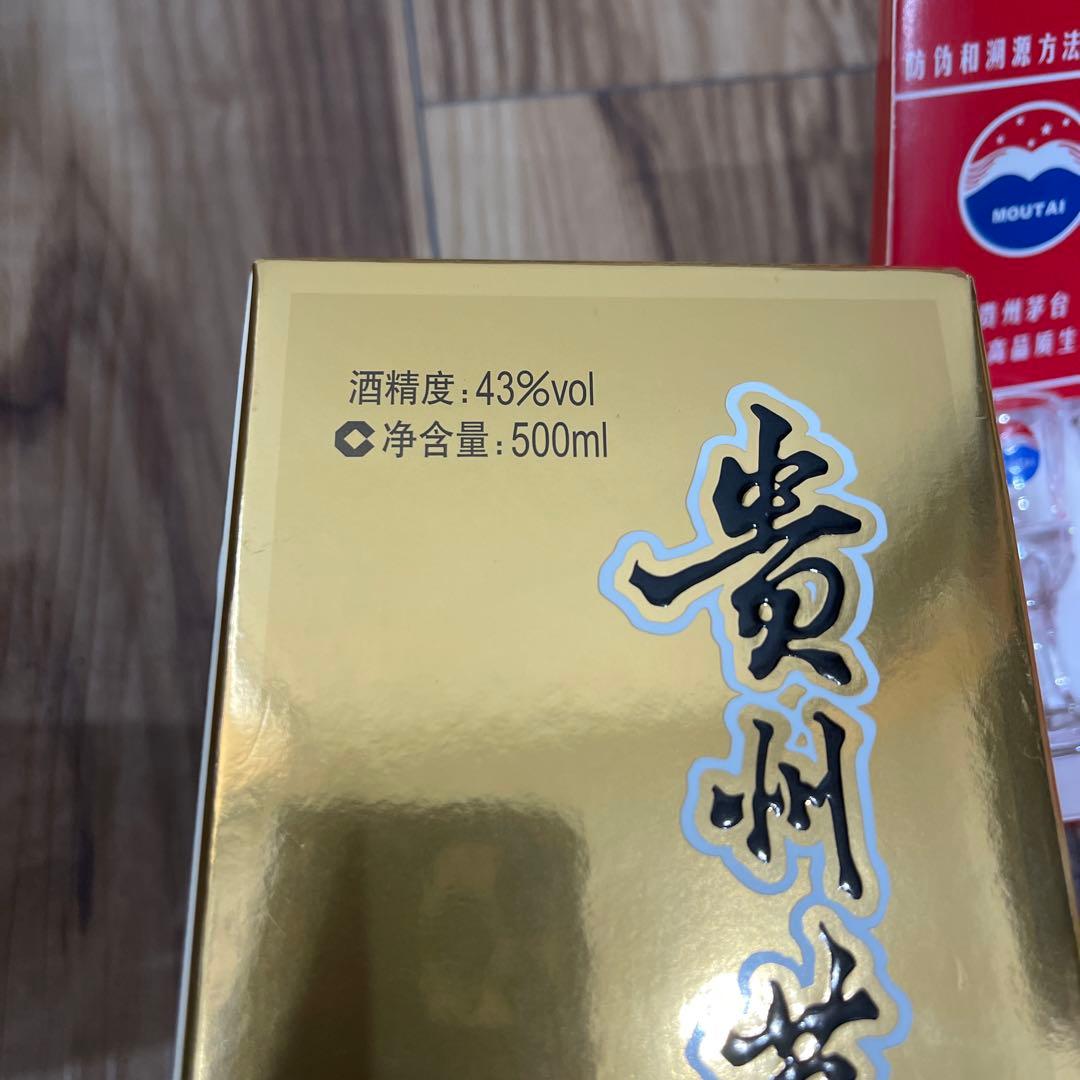 酒精度:43%vol
净含量:500ml
贵州茅
防伪和溯源方法
MOUTAI
贵州茅台
高品质生